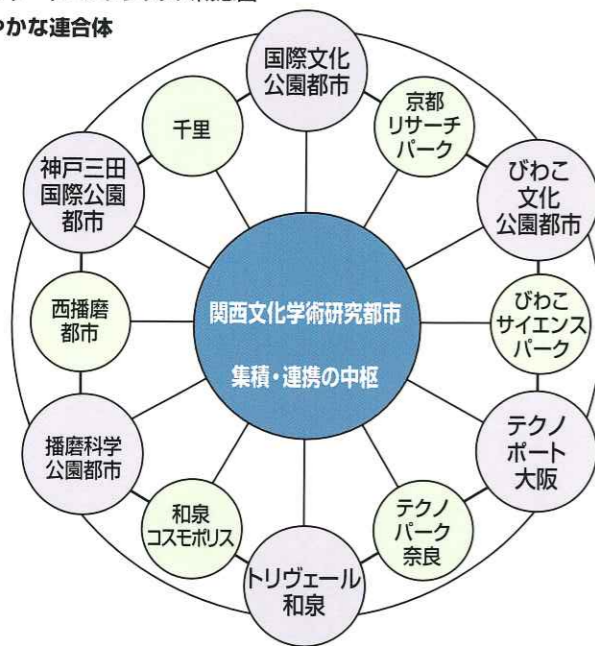 やかな連合体
国際文化
公園都市
京都
リサーチ
パーク
びわこ
文化
公園都市
びわこ
サイエンス
パーク
テクノ
ポート
大阪
テクノ
パーク
奈良
トリヴェール
和泉
和泉
コスモポリス
播磨科学
公園都市
西播磨
都市
神戸三田
国際公園
都市
千里
関西文化学術研究都市
集積・連携の中枢